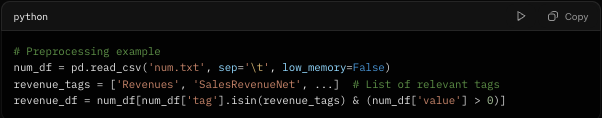 python
Copy
# Preprocessing example
num_df = pd.read_csv('num.txt', sep='\t', low_memory=False)
revenue_tags = ['Revenues', 'SalesRevenueNet', ...]  # List of relevant tags
revenue_df = num_df[num_df['tag'].isin(revenue_tags) & (num_df['value'] > 0)]